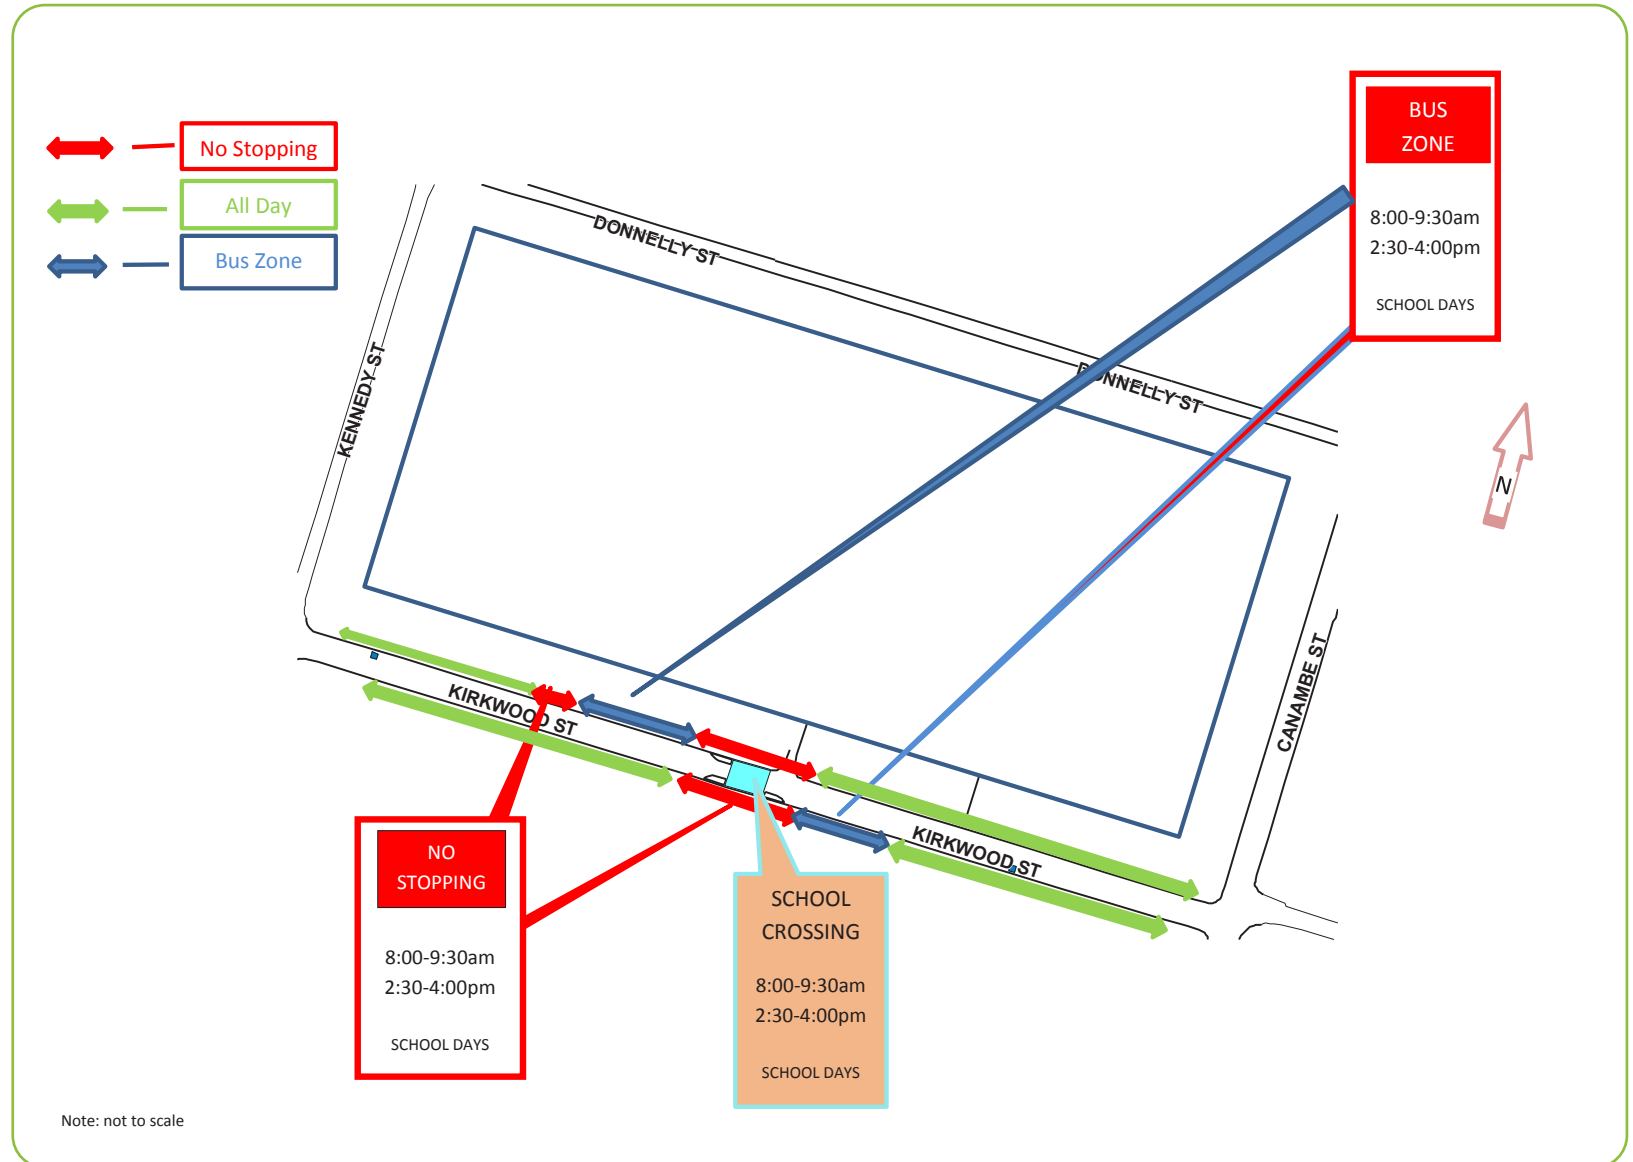 BUS
ZONE
8:00-9:30am
2:30-4:00pm
SCHOOL DAYS
No Stopping
All Day
Bus Zone
DONNELLY ST
DONNELLY ST
KENNEDY ST
N
CANAMBE ST
KIRKWOOD ST
KIRKWOOD ST
NO
STOPPING
8:00-9:30am
2:30-4:00pm
SCHOOL DAYS
SCHOOL
CROSSING
8:00-9:30am
2:30-4:00pm
SCHOOL DAYS
Note: not to scale